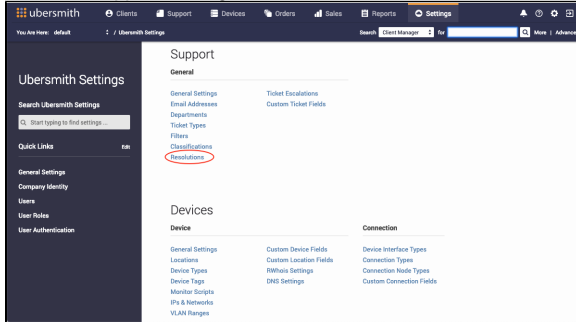 ubersmith Clients Support Devices Orders Sales Reports Settings
You Are Here: default / Ubersmith Settings Search Client Manager for More | Advance
Ubersmith Settings
Search Ubersmith Settings
Start typing to find settings ...
Quick Links Edit
General Settings
Company Identity
Users
User Roles
User Authentication
Support
General
General Settings Ticket Escalations
Email Addresses Custom Ticket Fields
Departments
Ticket Types
Filters
Classifications
Resolutions
Devices
Device Connection
General Settings Custom Device Fields Device Interface Types
Locations Custom Location Fields Connection Types
Device Types RWhois Settings Connection Node Types
Device Tags DNS Settings Custom Connection Fields
Monitor Scripts
IPs & Networks
VLAN Ranges